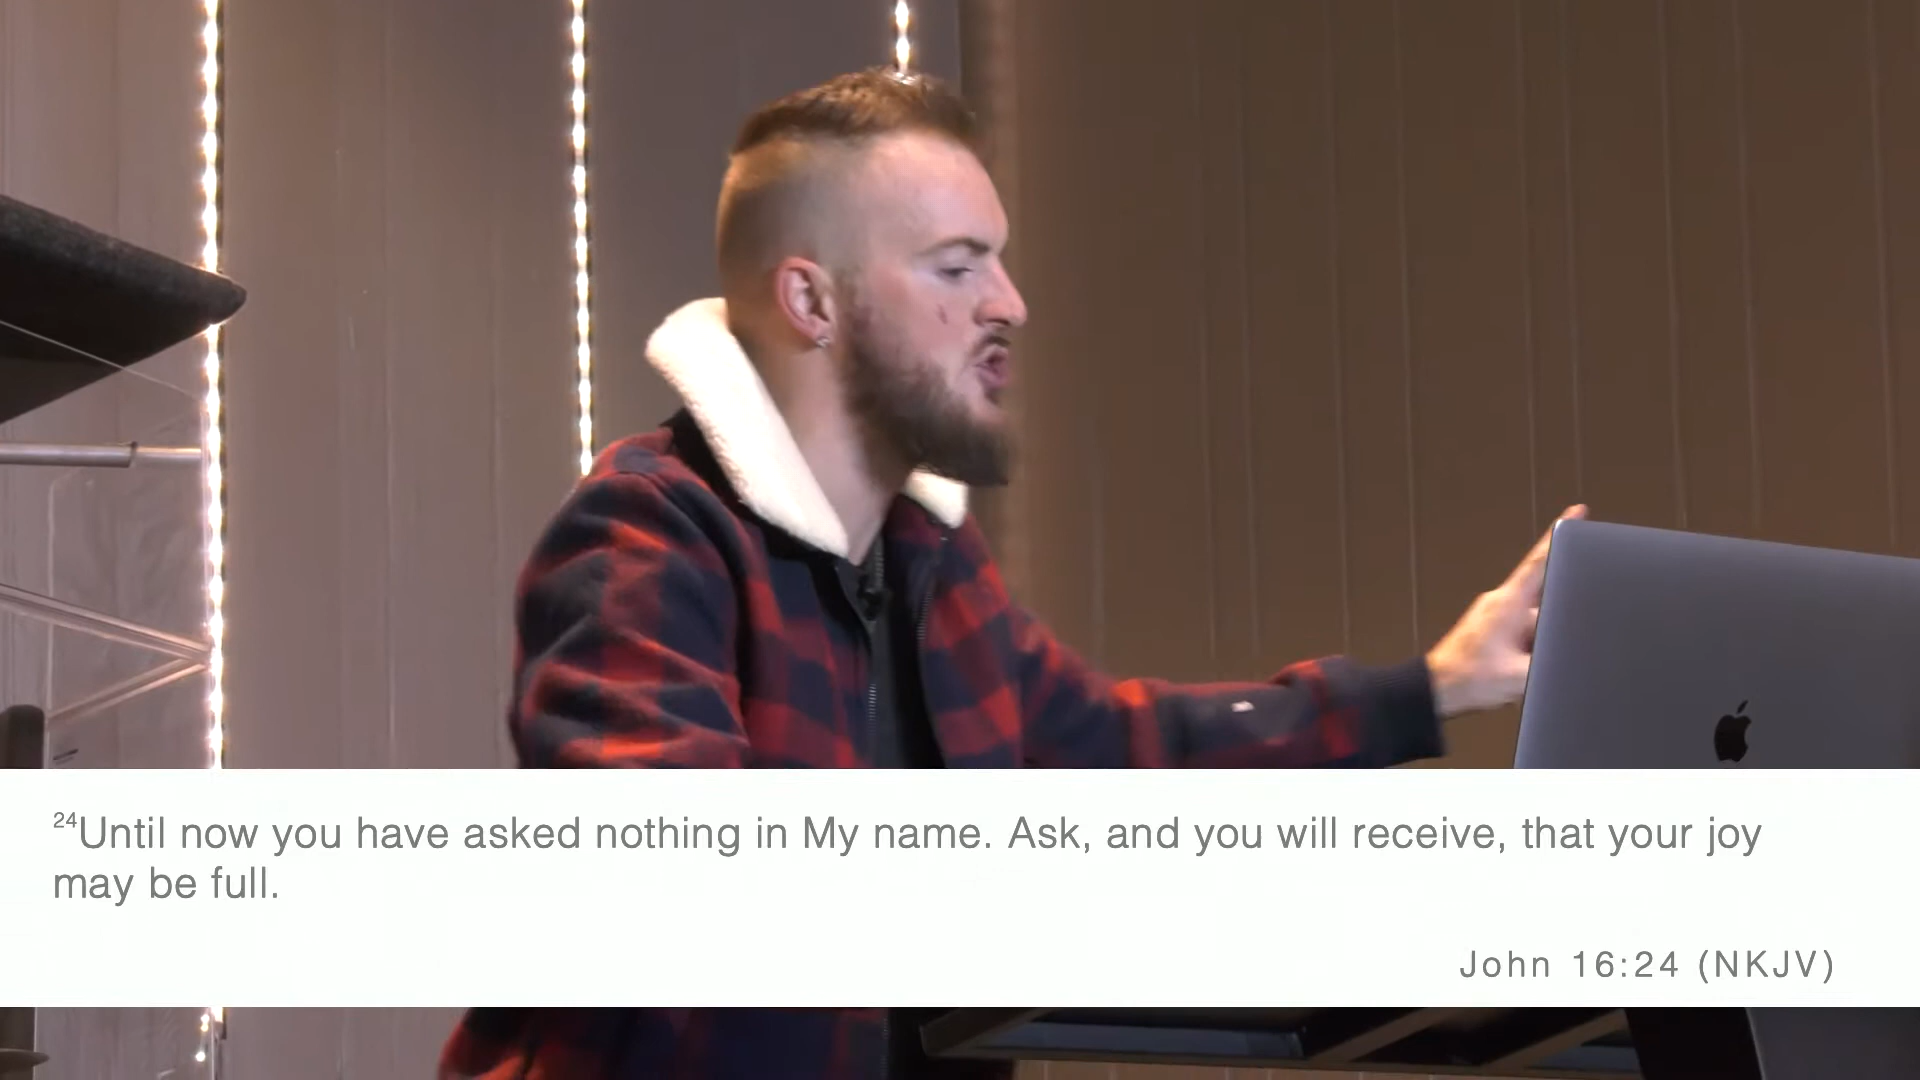 24Until now you have asked nothing in My name. Ask, and you will receive, that your joy
may be full.
John 16:24 (NKJV)